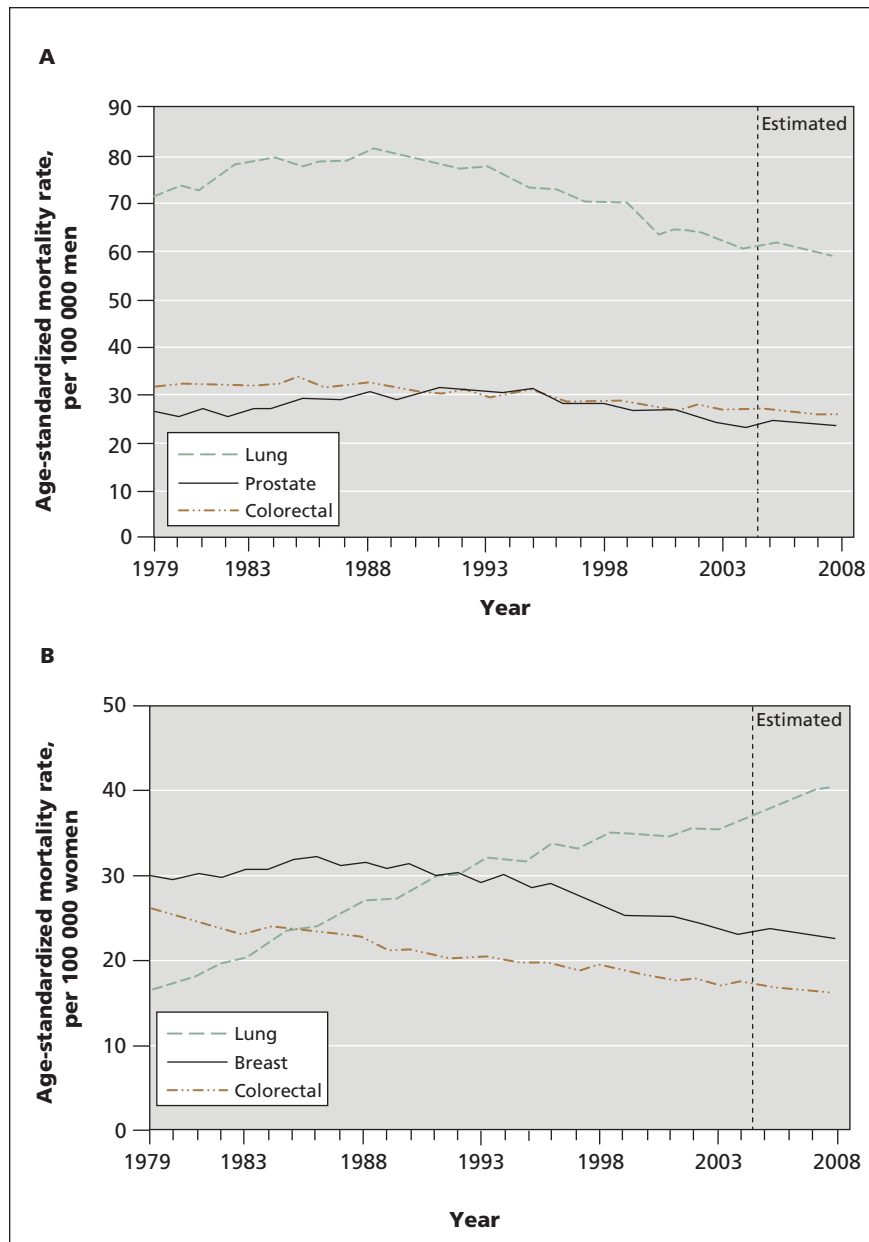 A
Age-standardized mortality rate,
per 100 000 men
90
80
70
60
50
40
30
20
10
0
Estimated
Lung
Prostate
Colorectal
1979 1983 1988 1993 1998 2003 2008
Year
B
Age-standardized mortality rate,
per 100 000 women
50
40
30
20
10
0
Estimated
Lung
Breast
Colorectal
1979 1983 1988 1993 1998 2003 2008
Year